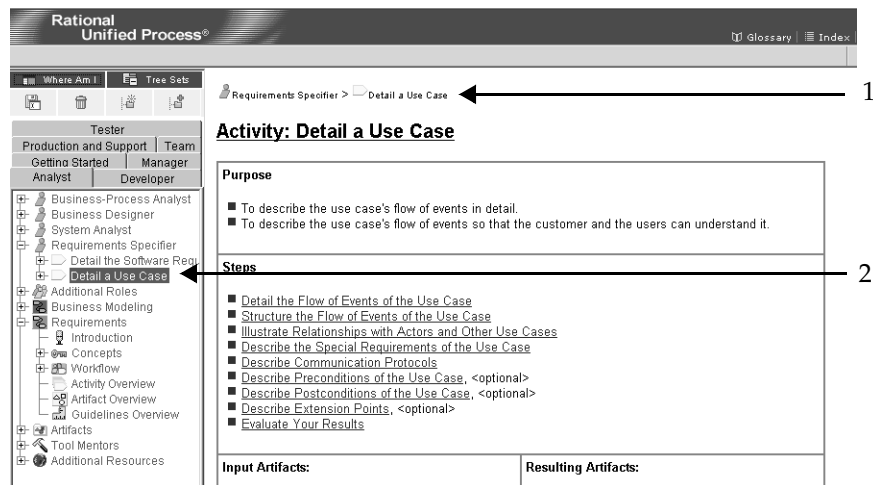 Rational
Unified Process®
Glossary | Index |
Where Am I Tree Sets
Tester
Production and Support Team
Getting Started Manager
Analyst Developer
Business-Process Analyst
Business Designer
System Analyst
Requirements Specifier
Detail the Software Requ
Detail a Use Case
Additional Roles
Business Modeling
Requirements
Introduction
Concepts
Workflow
Activity Overview
Artifact Overview
Guidelines Overview
Artifacts
Tool Mentors
Additional Resources
Requirements Specifier > Detail a Use Case
1
Activity: Detail a Use Case
Purpose
■ To describe the use case's flow of events in detail.
■ To describe the use case's flow of events so that the customer and the users can understand it.
2
Steps
■ Detail the Flow of Events of the Use Case
■ Structure the Flow of Events of the Use Case
■ Illustrate Relationships with Actors and Other Use Cases
■ Describe the Special Requirements of the Use Case
■ Describe Communication Protocols
■ Describe Preconditions of the Use Case, <optional>
■ Describe Postconditions of the Use Case, <optional>
■ Describe Extension Points, <optional>
■ Evaluate Your Results
Input Artifacts: Resulting Artifacts: